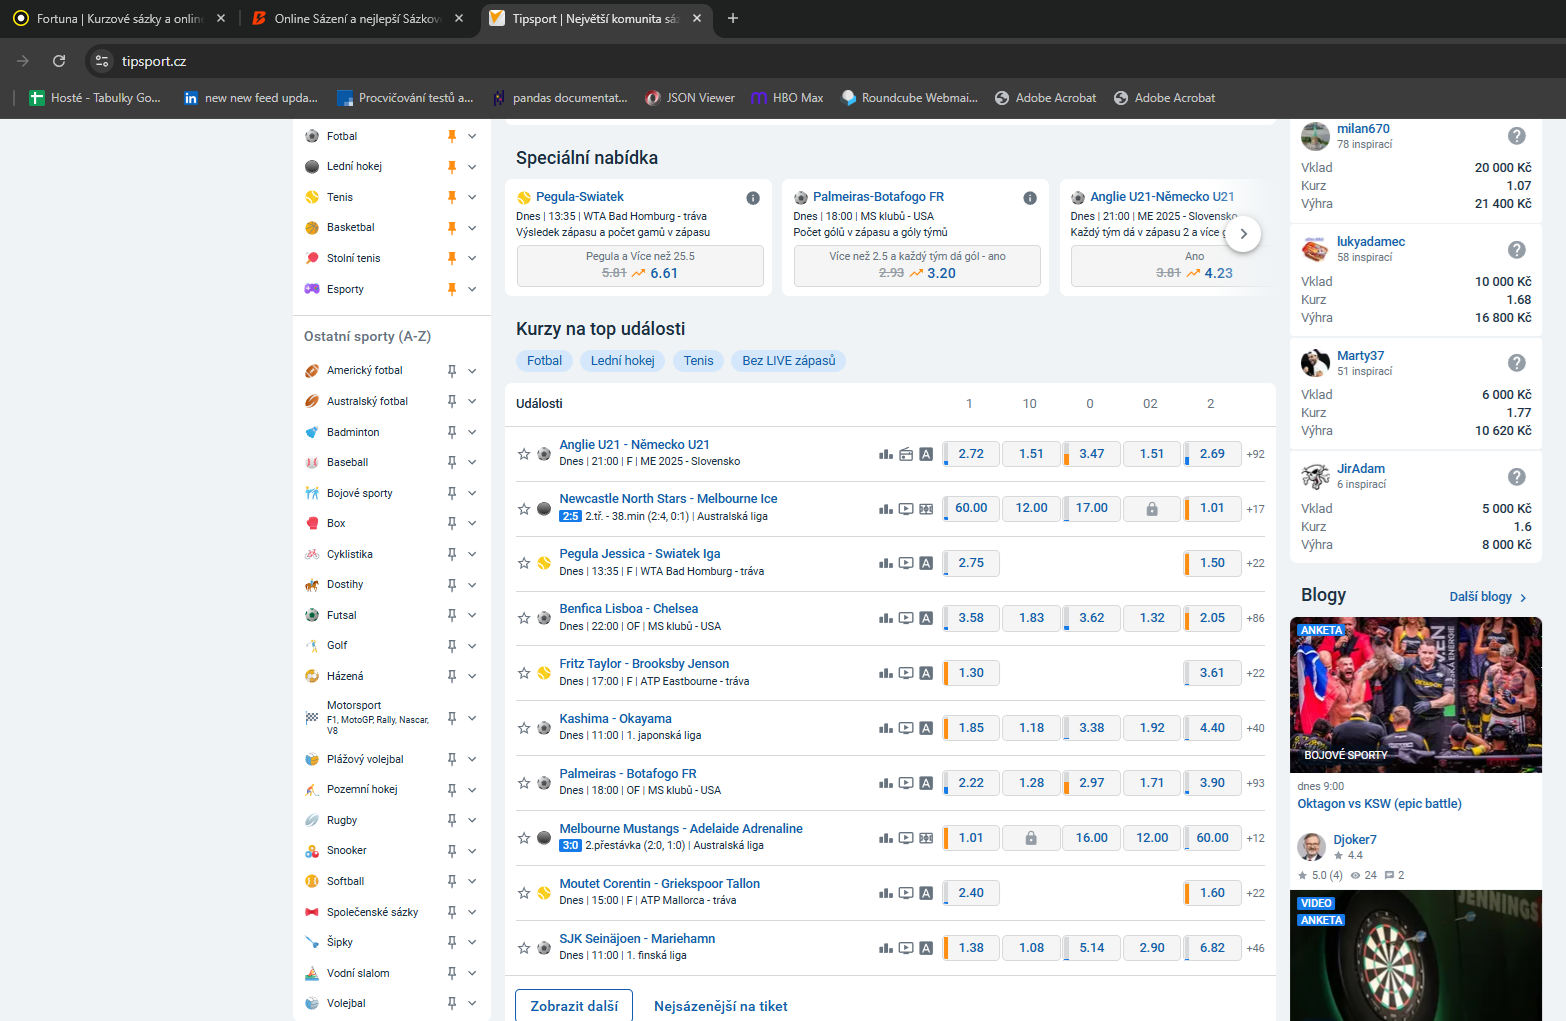 Fortuna | Kurzové sázky a online
Online Sázení a nejlepší Sázkov
Tipsport | Největší komunita sáz
tipsport.cz
Hosté - Tabulky Go...
new new feed upda...
Procvičování testů a...
pandas documentat...
JSON Viewer
HBO Max
Roundcube Webmai...
Adobe Acrobat
Adobe Acrobat
Fotbal
Lední hokej
Tenis
Basketbal
Stolní tenis
Esporty
Ostatní sporty (A-Z)
Americký fotbal
Australský fotbal
Badminton
Baseball
Bojové sporty
Box
Cyklistika
Dostihy
Futsal
Golf
Házená
Motorsport
F1, MotoGP, Rally, Nascar,
V8
Plážový volejbal
Pozemní hokej
Rugby
Snooker
Softball
Společenské sázky
Šipky
Vodní slalom
Volejbal
Speciální nabídka
Pegula-Swiatek
Dnes | 13:35 | WTA Bad Homburg - tráva
Výsledek zápasu a počet gamů v zápasu
Pegula a Více než 25.5
5.81 6.61
Palmeiras-Botafogo FR
Dnes | 18:00 | MS klubů - USA
Počet gólů v zápasu a góly týmů
Více než 2.5 a každý tým dá gól - ano
2.93 3.20
Anglie U21-Německo U21
Dnes | 21:00 | ME 2025 - Slovensko
Každý tým dá v zápasu 2 a více g
Ano
3.81 4.23
Kurzy na top události
Fotbal
Lední hokej
Tenis
Bez LIVE zápasů
Události 1 10 0 02 2
Anglie U21 - Německo U21
Dnes | 21:00 | F | ME 2025 - Slovensko
A 2.72 1.51 3.47 1.51 2.69 +92
Newcastle North Stars - Melbourne Ice
2:5 2.tř. - 38.min (2:4, 0:1) | Australská liga
60.00 12.00 17.00 1.01 +17
Pegula Jessica - Swiatek Iga
Dnes | 13:35 | F | WTA Bad Homburg - tráva
A 2.75 1.50 +22
Benfica Lisboa - Chelsea
Dnes | 22:00 | OF | MS klubů - USA
A 3.58 1.83 3.62 1.32 2.05 +86
Fritz Taylor - Brooksby Jenson
Dnes | 17:00 | F | ATP Eastbourne - tráva
A 1.30 3.61 +22
Kashima - Okayama
Dnes | 11:00 | 1. japonská liga
A 1.85 1.18 3.38 1.92 4.40 +40
Palmeiras - Botafogo FR
Dnes | 18:00 | OF | MS klubů - USA
A 2.22 1.28 2.97 1.71 3.90 +93
Melbourne Mustangs - Adelaide Adrenaline
3:0 2.přestávka (2:0, 1:0) | Australská liga
1.01 16.00 12.00 60.00 +12
Moutet Corentin - Griekspoor Tallon
Dnes | 15:00 | F | ATP Mallorca - tráva
A 2.40 1.60 +22
SJK Seinäjoen - Mariehamn
Dnes | 11:00 | 1. finská liga
A 1.38 1.08 5.14 2.90 6.82 +46
Zobrazit další
Nejsázenější na tiket
milan670
78 inspirací
Vklad 20 000 Kč
Kurz 1.07
Výhra 21 400 Kč
lukyadamec
58 inspirací
Vklad 10 000 Kč
Kurz 1.68
Výhra 16 800 Kč
Marty37
51 inspirací
Vklad 6 000 Kč
Kurz 1.77
Výhra 10 620 Kč
JirAdam
6 inspirací
Vklad 5 000 Kč
Kurz 1.6
Výhra 8 000 Kč
Blogy
Další blogy
ANKETA
BOJOVÉ SPORTY
dnes 9:00
Oktagon vs KSW (epic battle)
Djoker7
4.4
5.0 (4) 24 2
VIDEO
ANKETA
JENNINGS